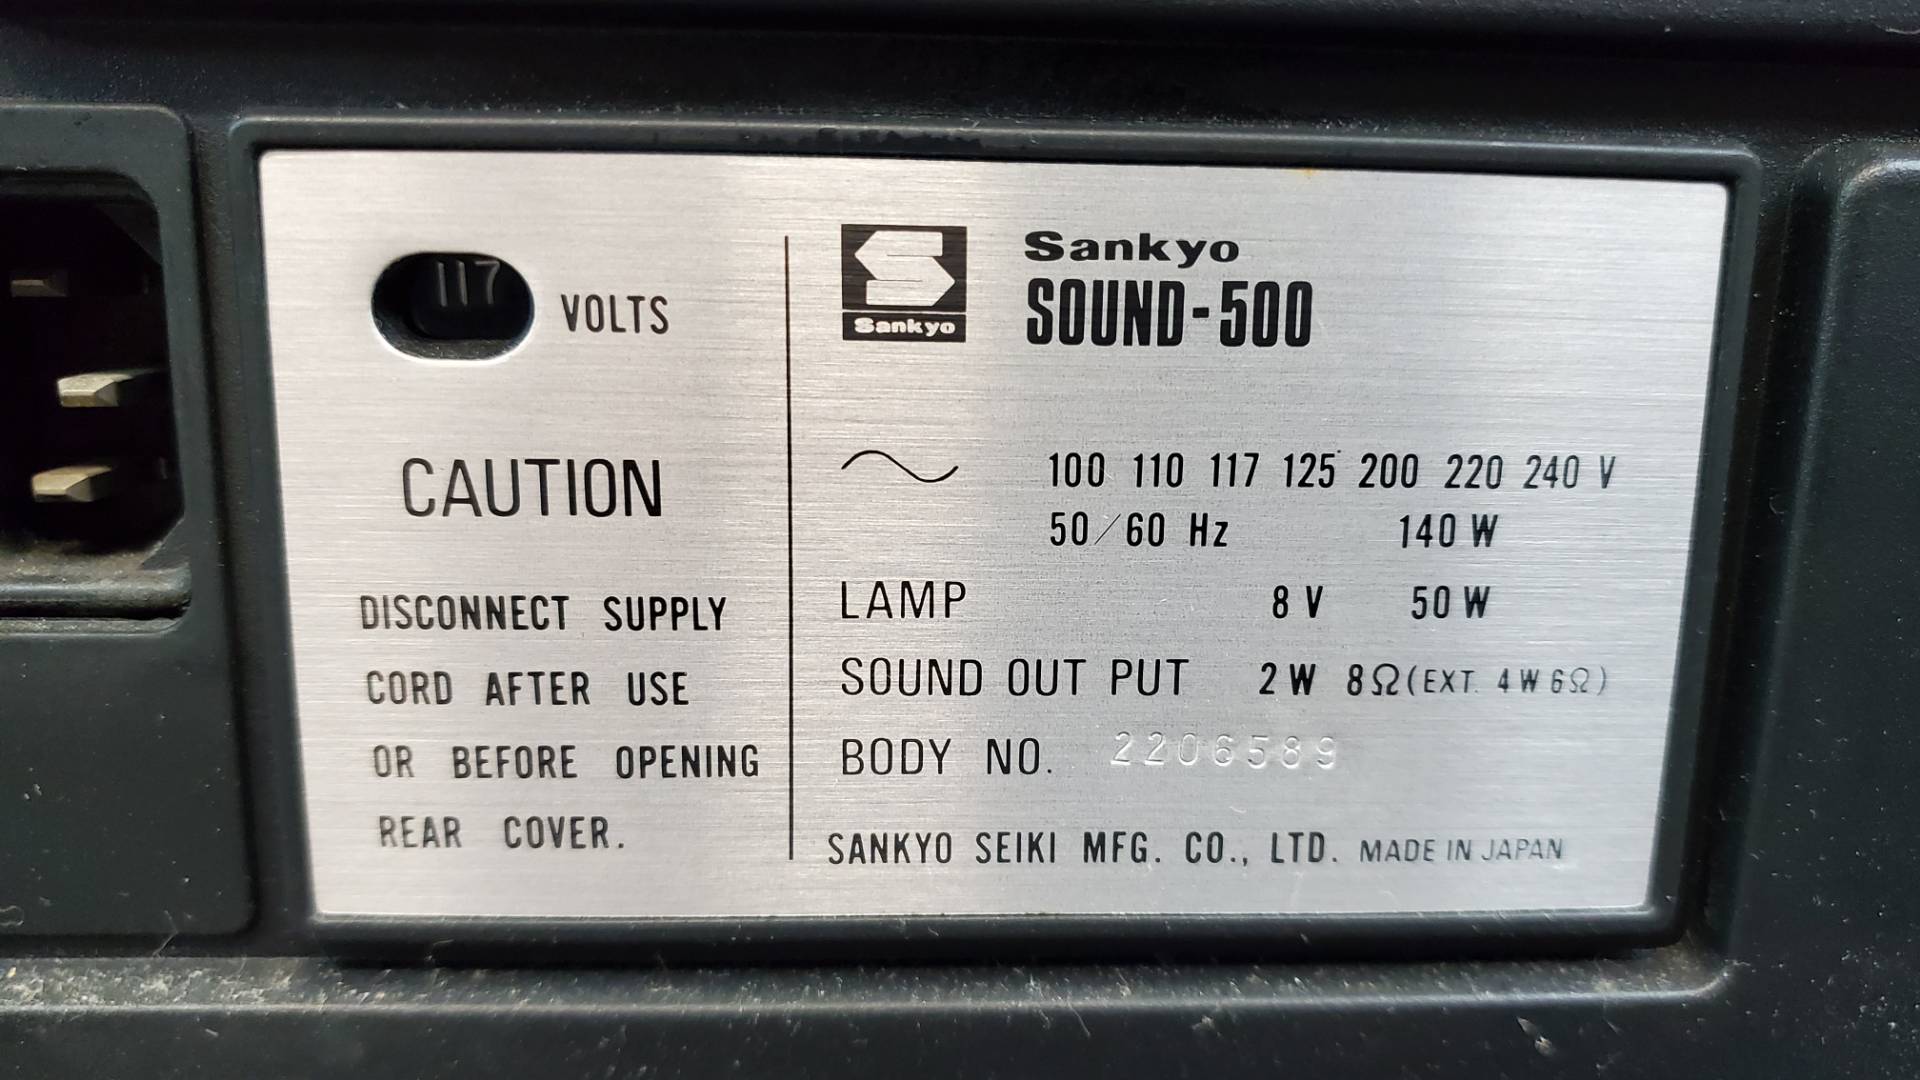 117 VOLTS
CAUTION
DISCONNECT SUPPLY
CORD AFTER USE
OR BEFORE OPENING
REAR COVER.
Sankyo
Sankyo
SOUND-500
100 110 117 125 200 220 240 V
50/60 Hz 140 W
LAMP 8 V 50 W
SOUND OUT PUT 2 W 8Ω (EXT. 4 W 6Ω)
BODY NO. 2206589
SANKYO SEIKI MFG. CO., LTD. MADE IN JAPAN